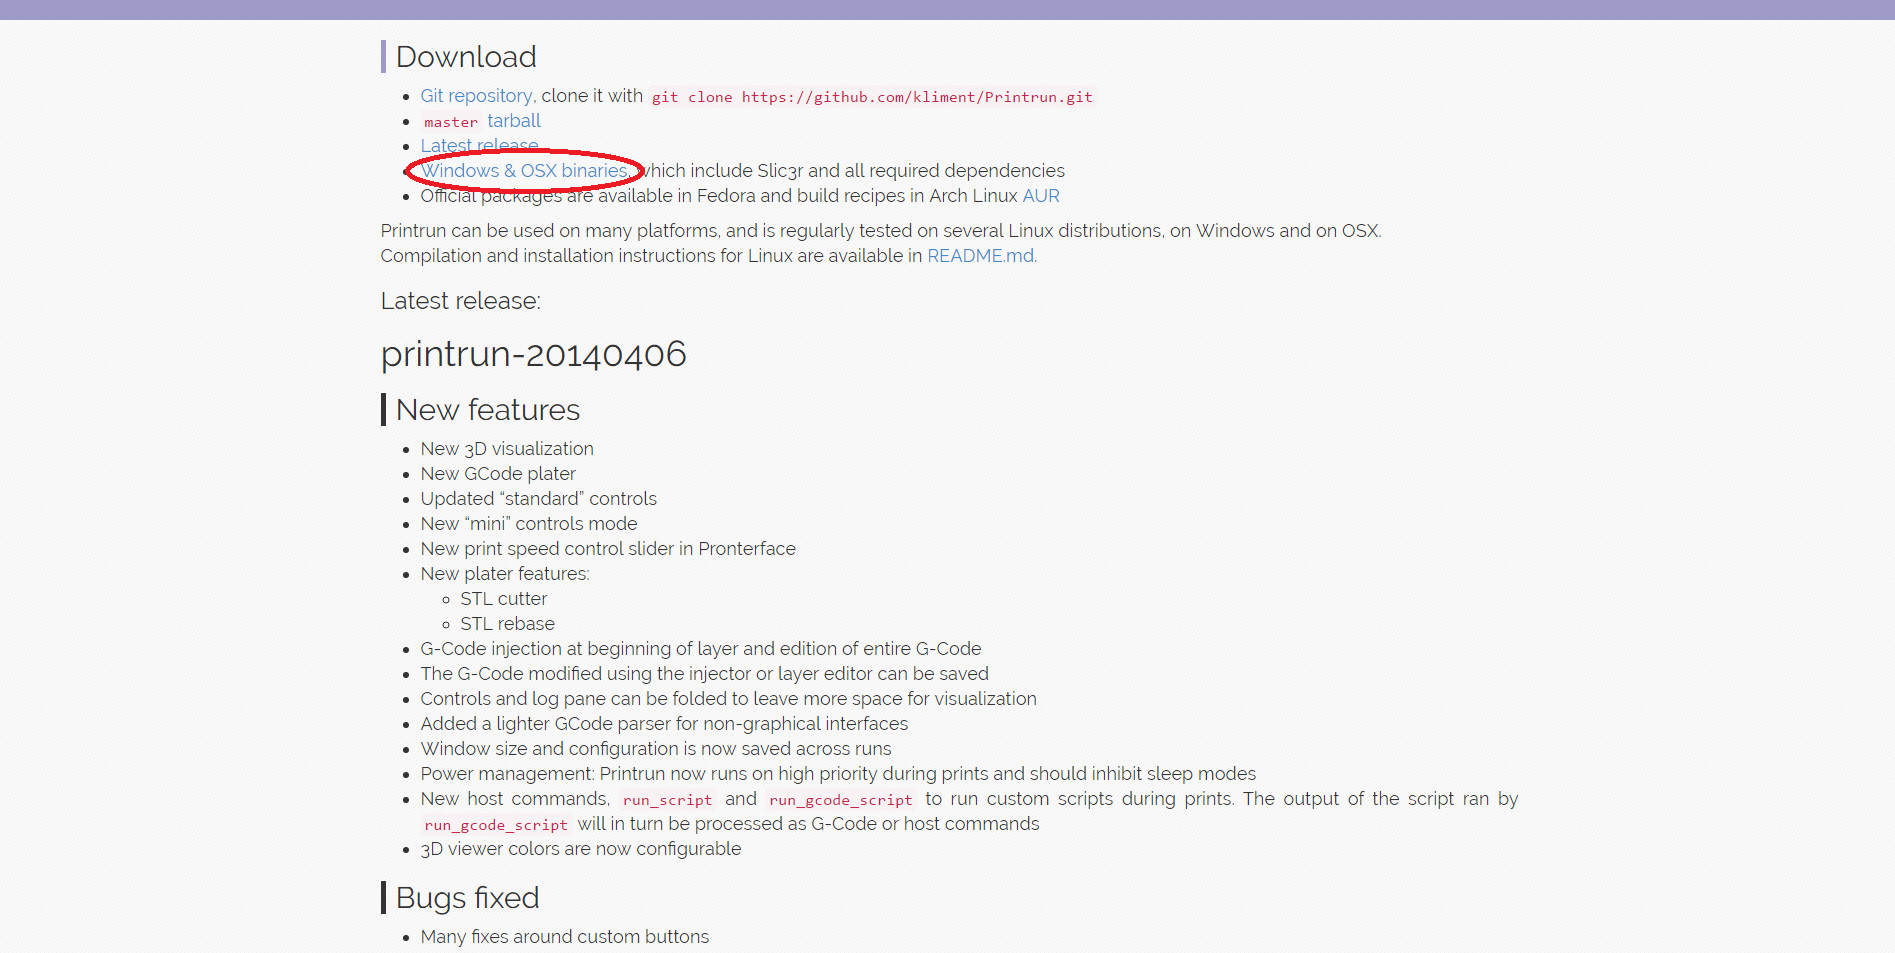 Download
Git repository, clone it with git clone https://github.com/kliment/Printrun.git
master tarball
Latest release
Windows & OSX binaries, which include Slic3r and all required dependencies
Official packages are available in Fedora and build recipes in Arch Linux AUR
Printrun can be used on many platforms, and is regularly tested on several Linux distributions, on Windows and on OSX.
Compilation and installation instructions for Linux are available in README.md.
Latest release:
printrun-20140406
New features
New 3D visualization
New GCode plater
Updated “standard” controls
New “mini” controls mode
New print speed control slider in Pronterface
New plater features:
STL cutter
STL rebase
G-Code injection at beginning of layer and edition of entire G-Code
The G-Code modified using the injector or layer editor can be saved
Controls and log pane can be folded to leave more space for visualization
Added a lighter GCode parser for non-graphical interfaces
Window size and configuration is now saved across runs
Power management: Printrun now runs on high priority during prints and should inhibit sleep modes
New host commands, run_script and run_gcode_script to run custom scripts during prints. The output of the script ran by
run_gcode_script will in turn be processed as G-Code or host commands
3D viewer colors are now configurable
Bugs fixed
Many fixes around custom buttons